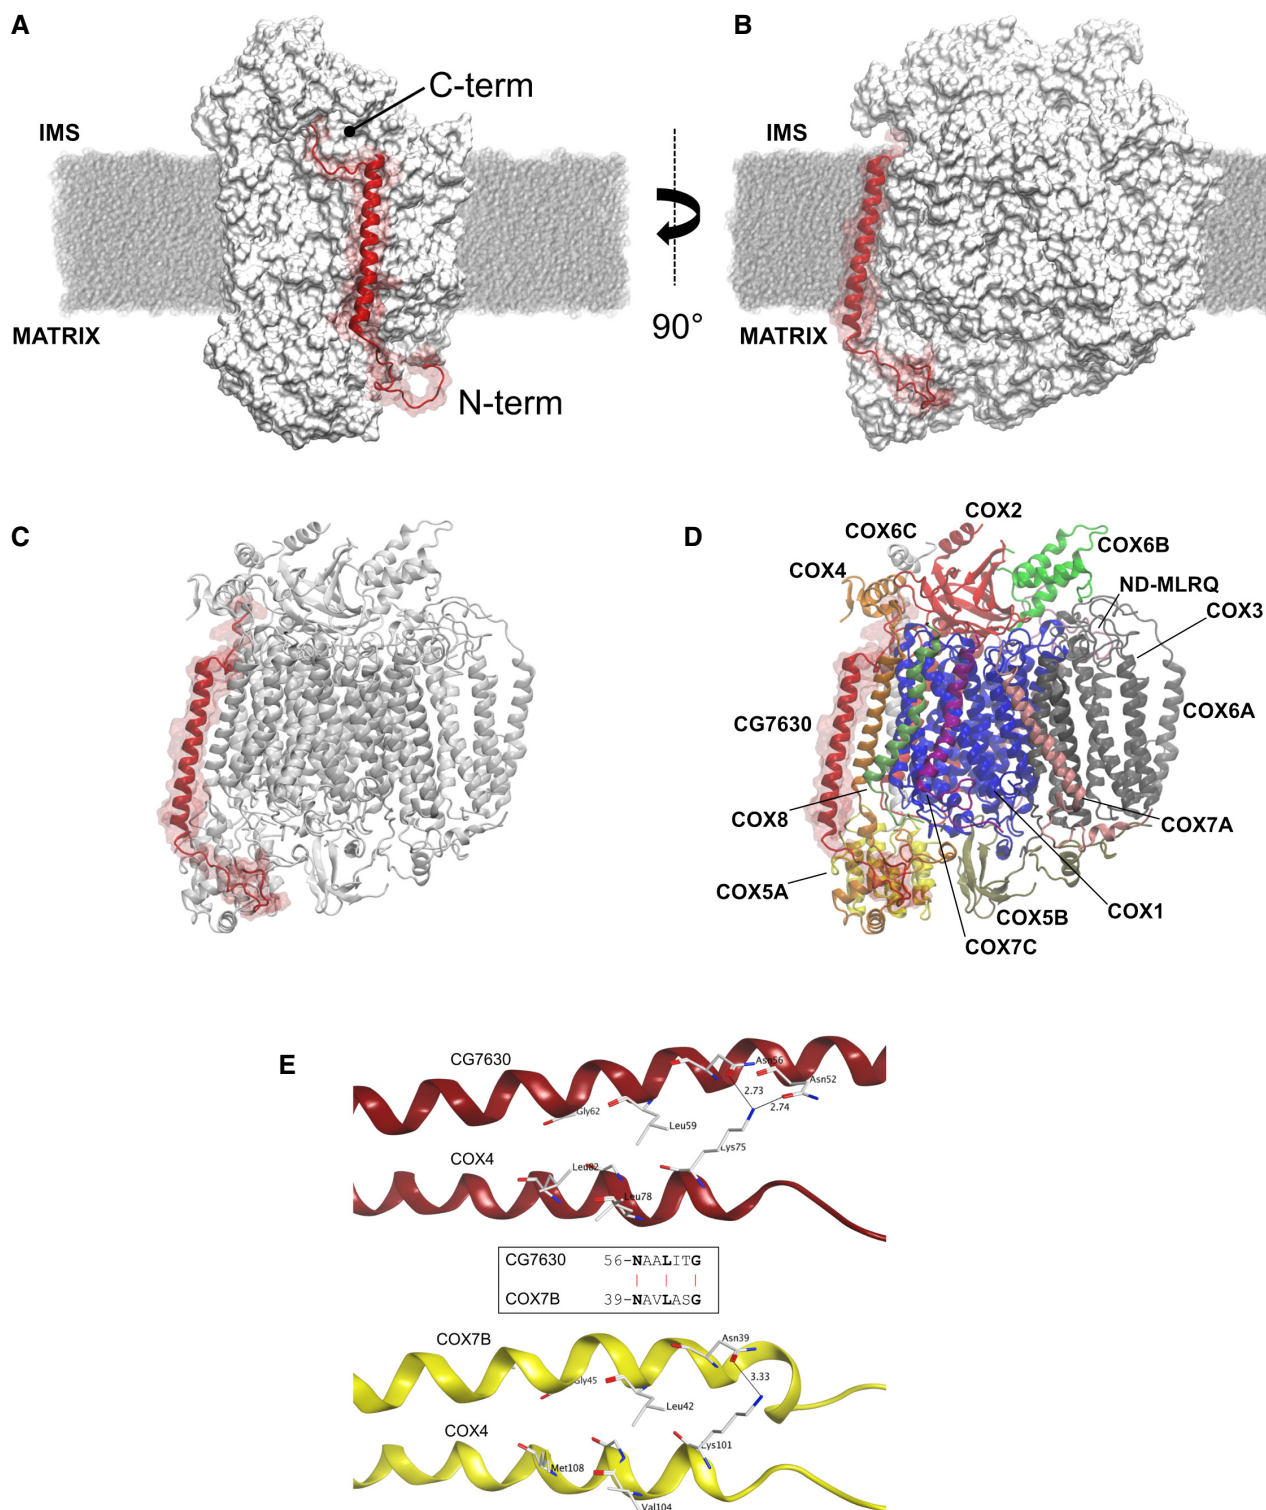 A
B
C-term
IMS
IMS
MATRIX
MATRIX
90°
N-term
C
D
COX2
COX6C
COX6B
COX4
ND-MLRQ
COX3
CG7630
COX6A
COX8
COX7A
COX5A
COX5B
COX1
COX7C
E
CG7630
Asn56
Asn52
2.73
2.74
Gly62
Leu59
Lys75
COX4
Leu82
Leu78
CG7630 56-NAALITG
COX7B 39-NAVLASG
COX7B
Asn39
3.33
Gly45
Leu42
COX4
Lys101
Met108
Val104